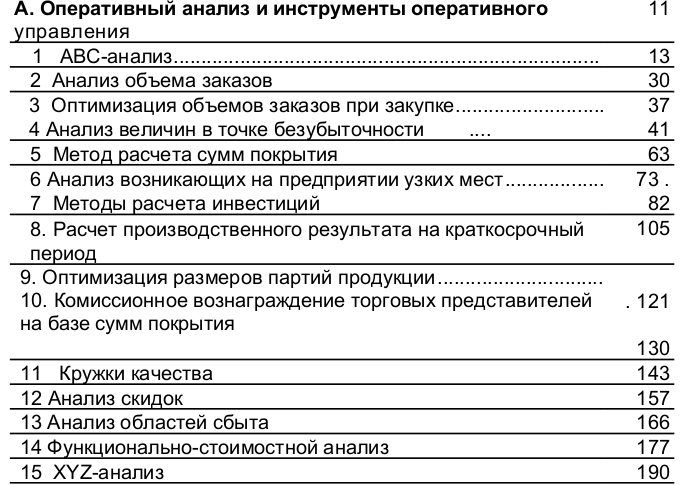 А. Оперативный анализ и инструменты оперативного 11
управления
1 АВС-анализ............................................................................. 13
2 Анализ объема заказов 30
3 Оптимизация объемов заказов при закупке........................... 37
4 Анализ величин в точке безубыточности .... 41
5 Метод расчета сумм покрытия 63
6 Анализ возникающих на предприятии узких мест.................. 73 .
7 Методы расчета инвестиций 82
8. Расчет производственного результата на краткосрочный 105
период
9. Оптимизация размеров партий продукции..............................
10. Комиссионное вознаграждение торговых представителей . 121
на базе сумм покрытия
130
11 Кружки качества 143
12 Анализ скидок 157
13 Анализ областей сбыта 166
14 Функционально-стоимостной анализ 177
15 XYZ-анализ 190